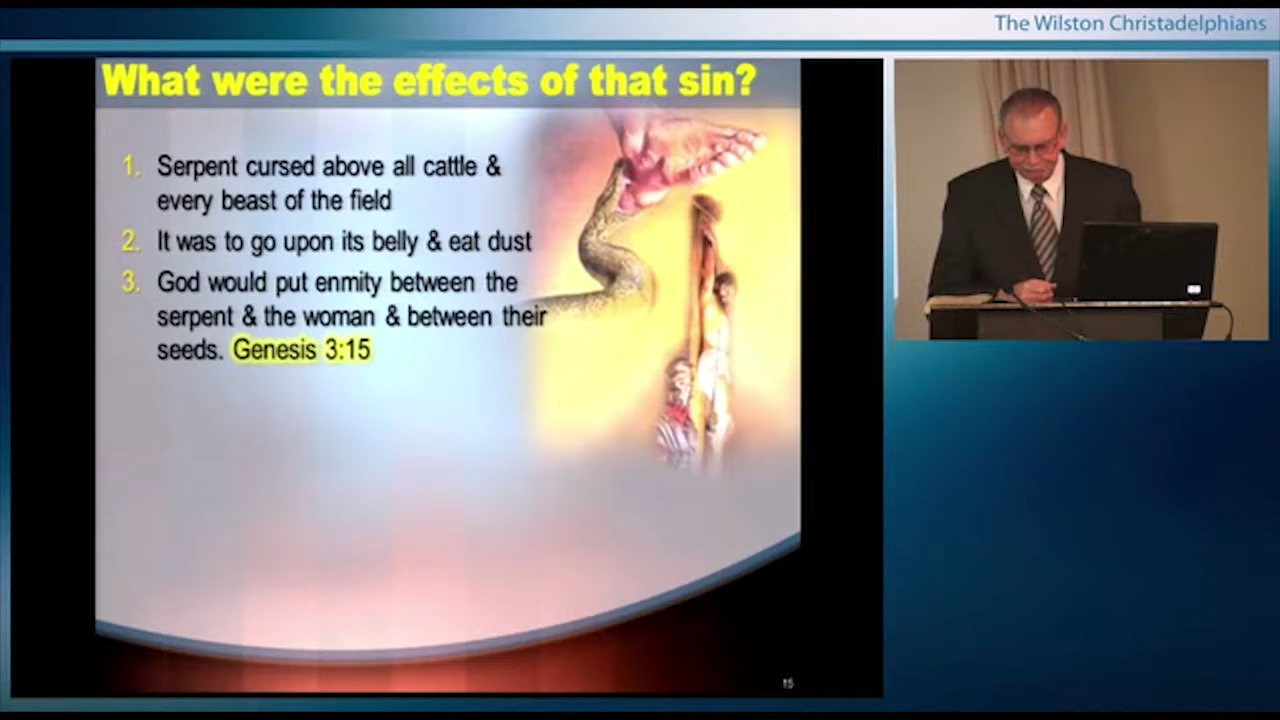 The Wilston Christadelphians
What were the effects of that sin?
1. Serpent cursed above all cattle &
every beast of the field
2. It was to go upon its belly & eat dust
3. God would put enmity between the
serpent & the woman & between their
seeds. Genesis 3:15
15